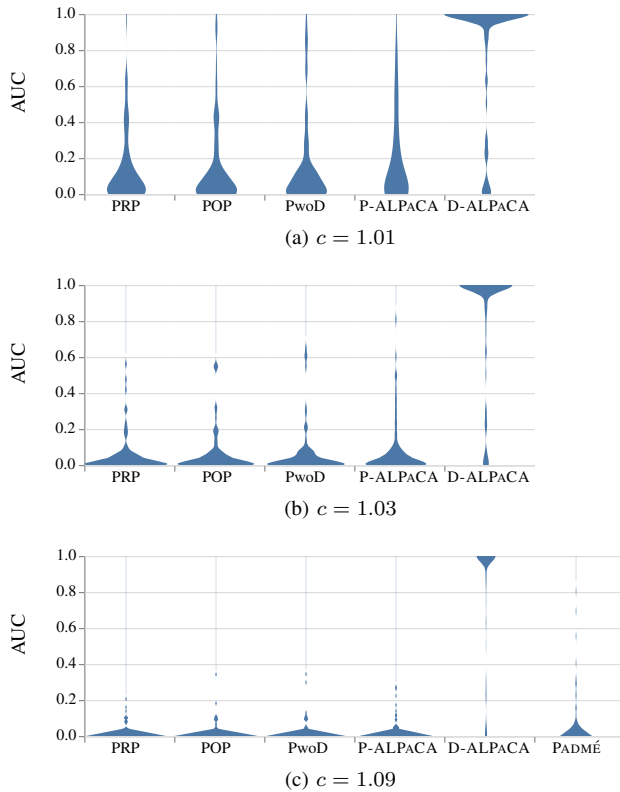 AUC
1.0
0.8
0.6
0.4
0.2
0.0
PRP POP PwoD P-ALPACA D-ALPACA
(a) c = 1.01
AUC
1.0
0.8
0.6
0.4
0.2
0.0
PRP POP PwoD P-ALPACA D-ALPACA
(b) c = 1.03
AUC
1.0
0.8
0.6
0.4
0.2
0.0
PRP POP PwoD P-ALPACA D-ALPACA PADMÉ
(c) c = 1.09